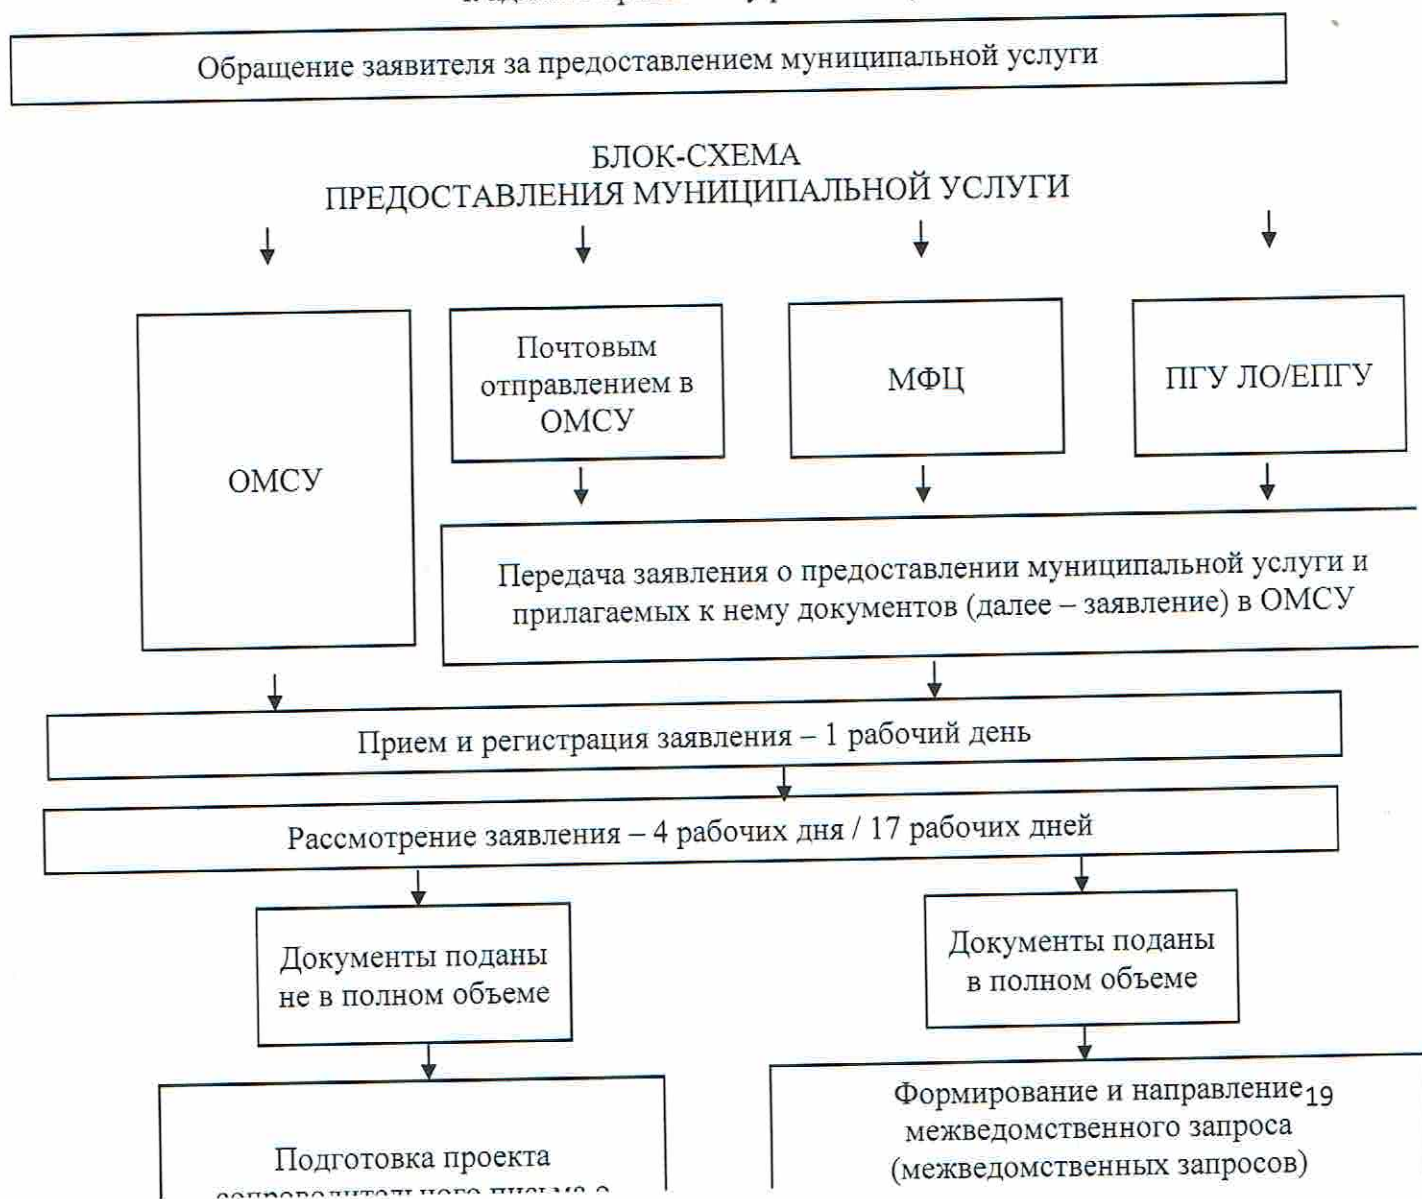 Обращение заявителя за предоставлением муниципальной услуги
БЛОК-СХЕМА
ПРЕДОСТАВЛЕНИЯ МУНИЦИПАЛЬНОЙ УСЛУГИ
ОМСУ
Почтовым
отправлением в
ОМСУ
МФЦ
ПГУ ЛО/ЕПГУ
Передача заявления о предоставлении муниципальной услуги и
прилагаемых к нему документов (далее – заявление) в ОМСУ
Прием и регистрация заявления – 1 рабочий день
Рассмотрение заявления – 4 рабочих дня / 17 рабочих дней
Документы поданы
не в полном объеме
Документы поданы
в полном объеме
Подготовка проекта
сопроводительного письма о
Формирование и направление
19
межведомственного запроса
(межведомственных запросов)